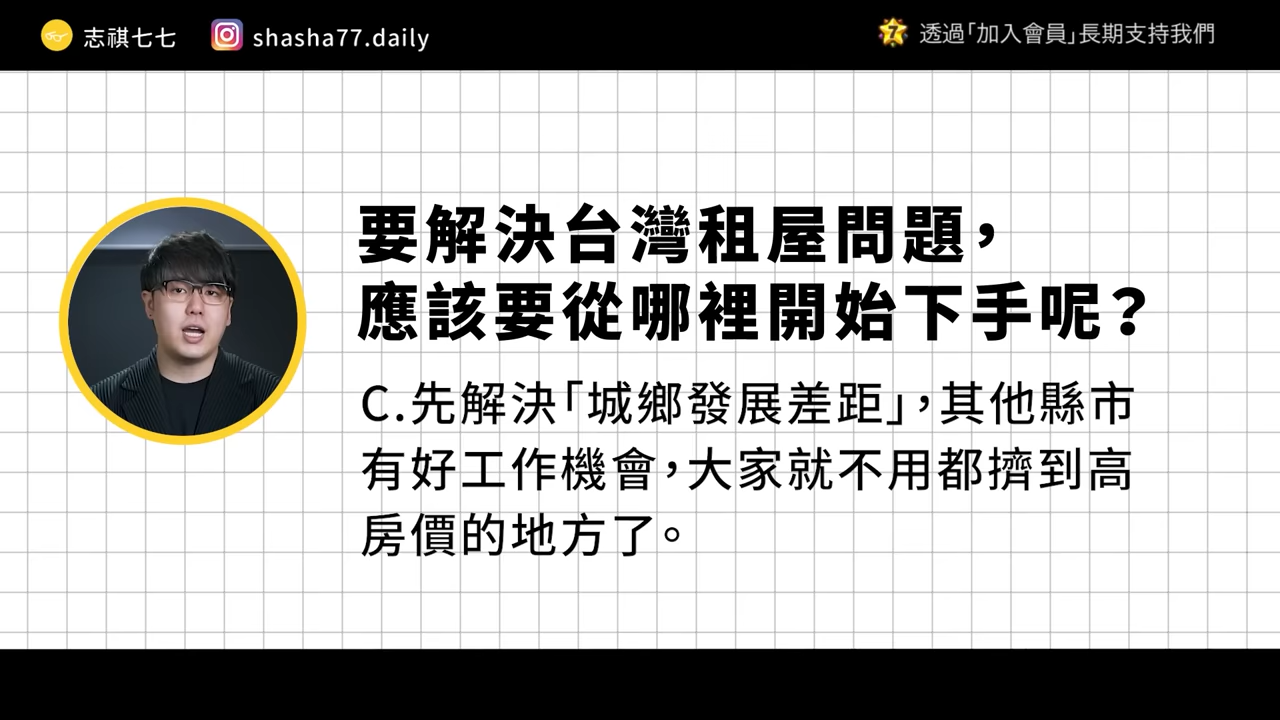 志祺七七
shasha77.daily
7
透過「加入會員」長期支持我們
要解決台灣租屋問題，
應該要從哪裡開始下手呢？
C.先解決「城鄉發展差距」，其他縣市
有好工作機會，大家就不用都擠到高
房價的地方了。